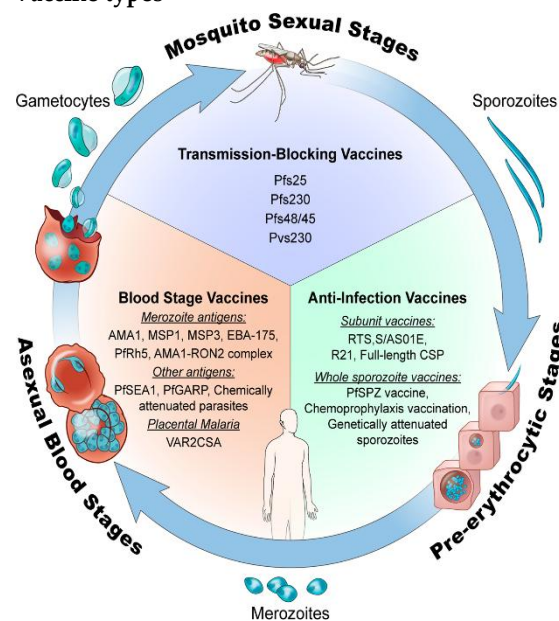 vaccine types
Mosquito Sexual Stages
Gametocytes
Sporozoites
Transmission-Blocking Vaccines
Pfs25
Pfs230
Pfs48/45
Pvs230
Blood Stage Vaccines
Merozoite antigens:
AMA1, MSP1, MSP3, EBA-175,
PfRh5, AMA1-RON2 complex
Other antigens:
PfSEA1, PfGARP, Chemically
attenuated parasites
Placental Malaria
VAR2CSA
Anti-Infection Vaccines
Subunit vaccines:
RTS,S/AS01E,
R21, Full-length CSP
Whole sporozoite vaccines:
PfSPZ vaccine,
Chemoprophylaxis vaccination,
Genetically attenuated
sporozoites
Asexual Blood Stages
Pre-erythrocytic Stages
Merozoites